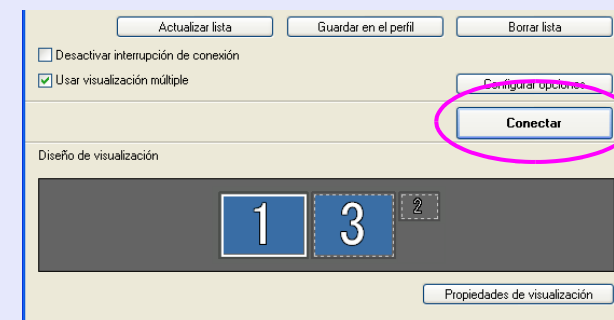 Actualizar lista Guardar en el perfil Borrar lista
Desactivar interrupción de conexión
Usar visualización múltiple
Configurar opciones...
Conectar
Diseño de visualización
1 3 2
Propiedades de visualización